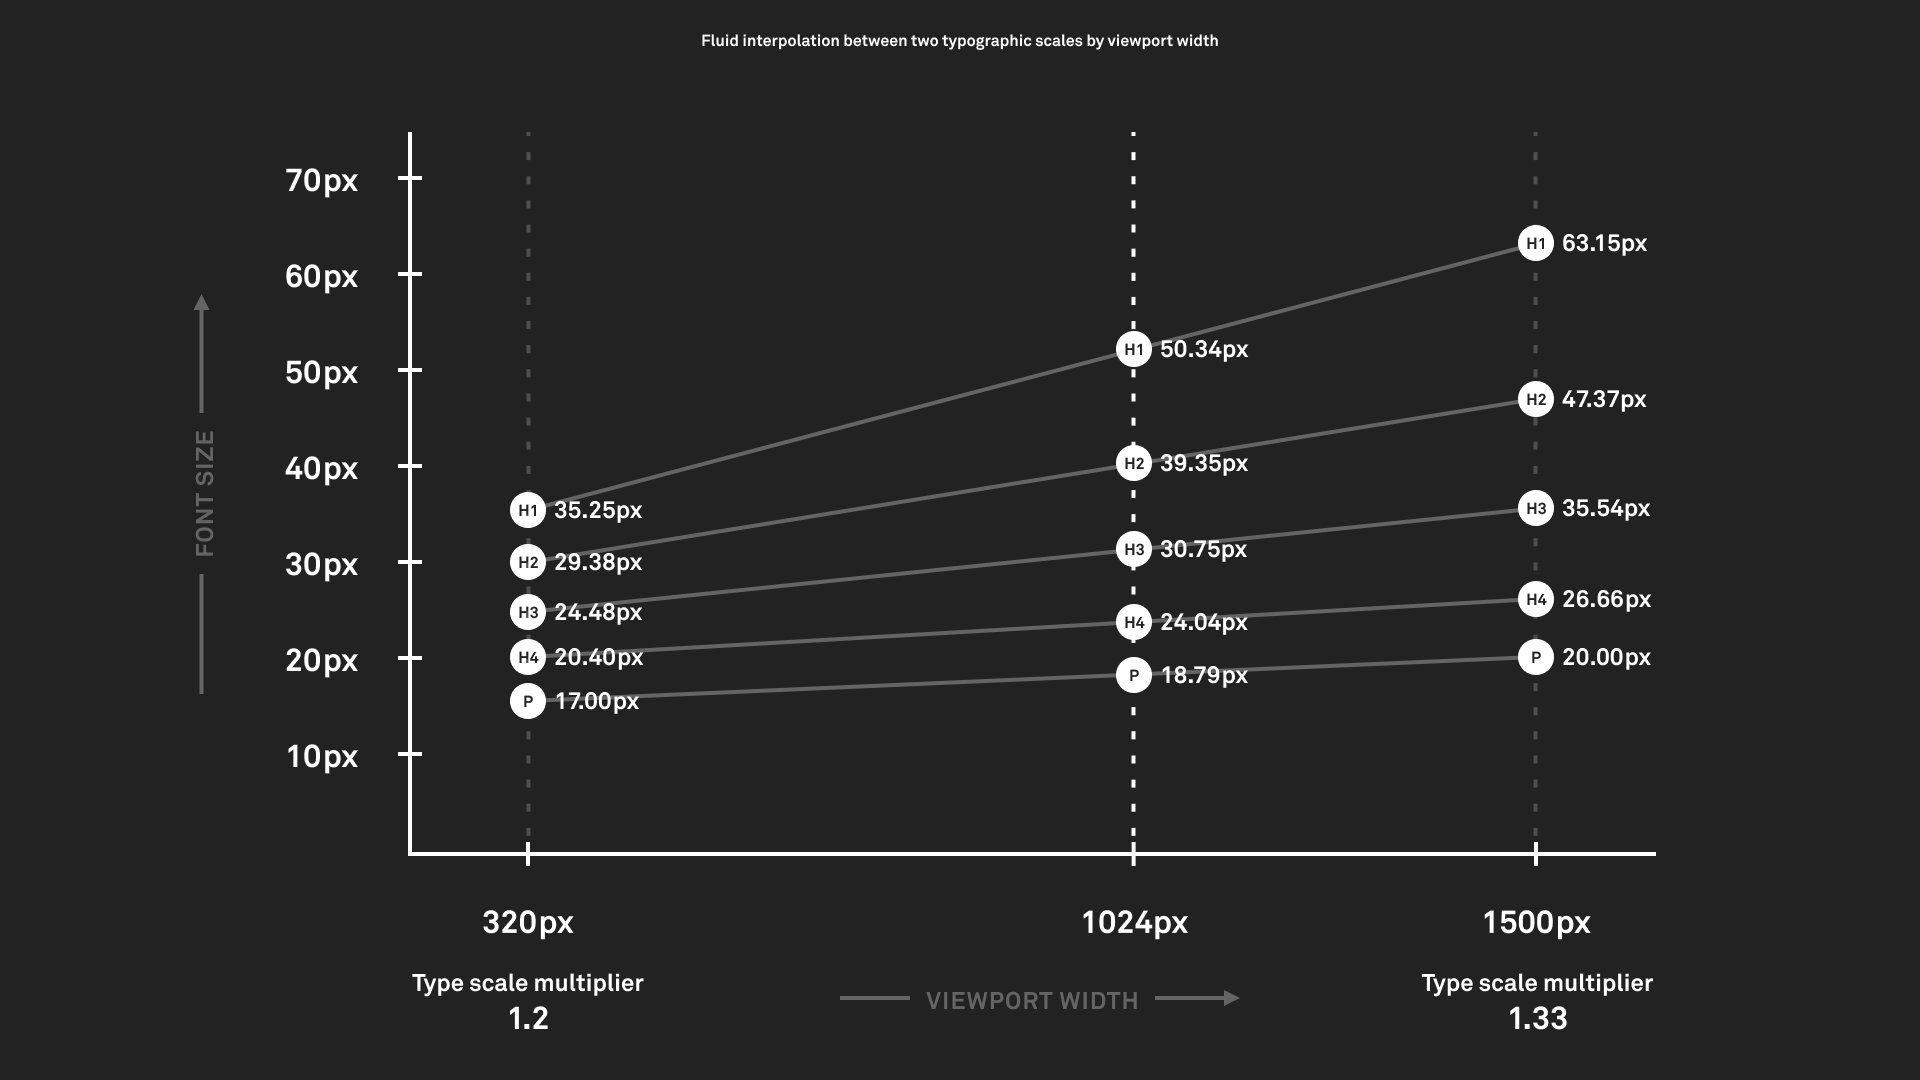 Fluid interpolation between two typographic scales by viewport width
70px
60px
50px
40px
30px
20px
10px
FONT SIZE
H1 35.25px
H2 29.38px
H3 24.48px
H4 20.40px
P 17.00px
H1 50.34px
H2 39.35px
H3 30.75px
H4 24.04px
P 18.79px
H1 63.15px
H2 47.37px
H3 35.54px
H4 26.66px
P 20.00px
320px
1024px
1500px
Type scale multiplier
1.2
VIEWPORT WIDTH
Type scale multiplier
1.33